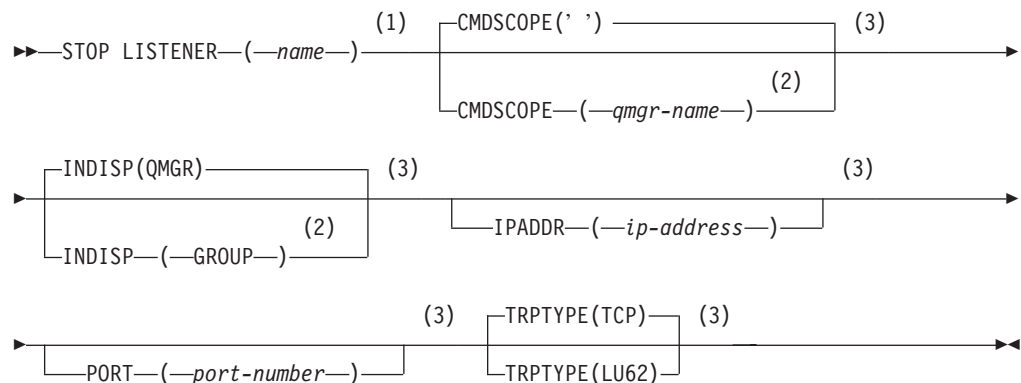 (1) CMDSCOPE(' ') (3)
STOP LISTENER ( name )
(2)
CMDSCOPE ( qmgr-name )
INDISP(QMGR) (3) (3)
(2) IPADDR ( ip-address )
INDISP ( GROUP )
(3) TRPTYPE(TCP) (3)
PORT ( port-number ) TRPTYPE(LU62)